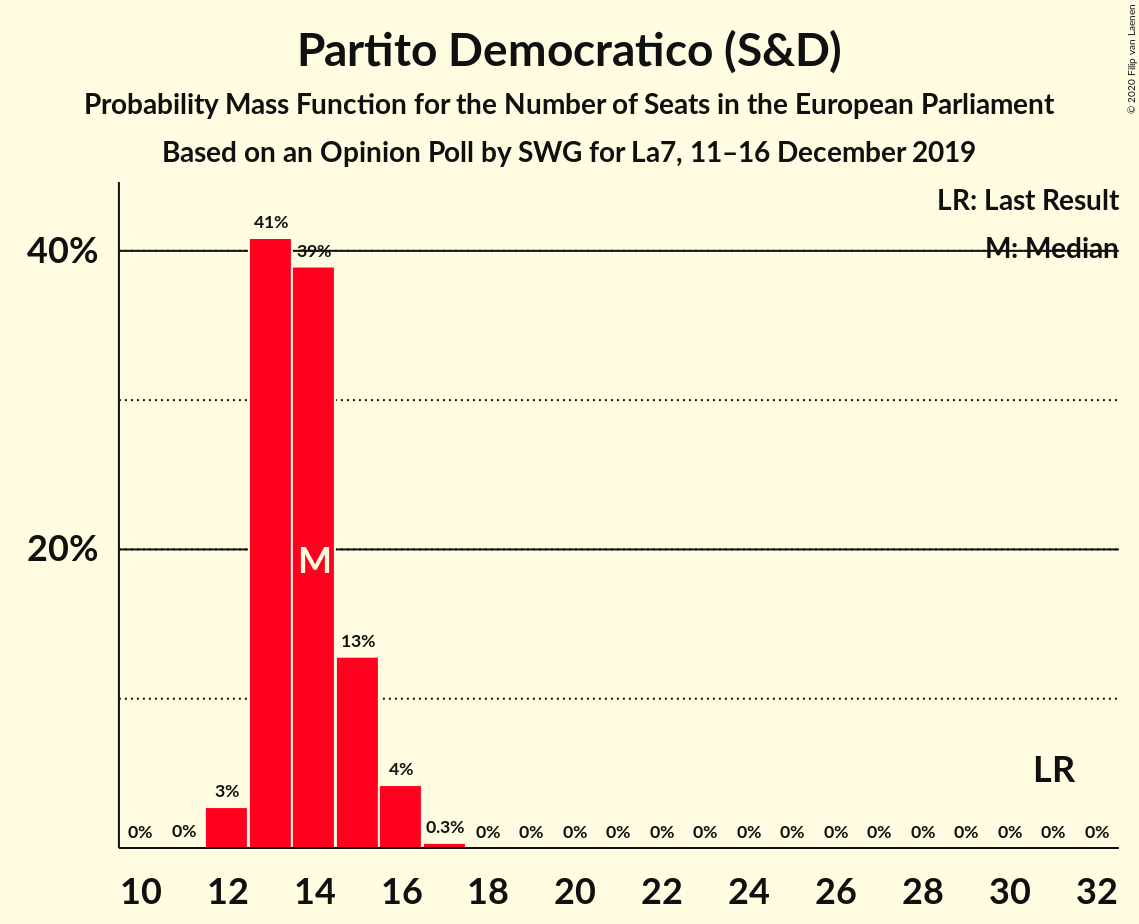 Partito Democratico (S&D)
Probability Mass Function for the Number of Seats in the European Parliament
Based on an Opinion Poll by SWG for La7, 11–16 December 2019
© 2020 Filip van Laenen
LR: Last Result
M: Median
40%
20%
0% 0% 3% 41% 39% 13% 4% 0.3% 0% 0% 0% 0% 0% 0% 0% 0% 0% 0% 0% 0% 0% 0% 0%
M
LR
10 12 14 16 18 20 22 24 26 28 30 32